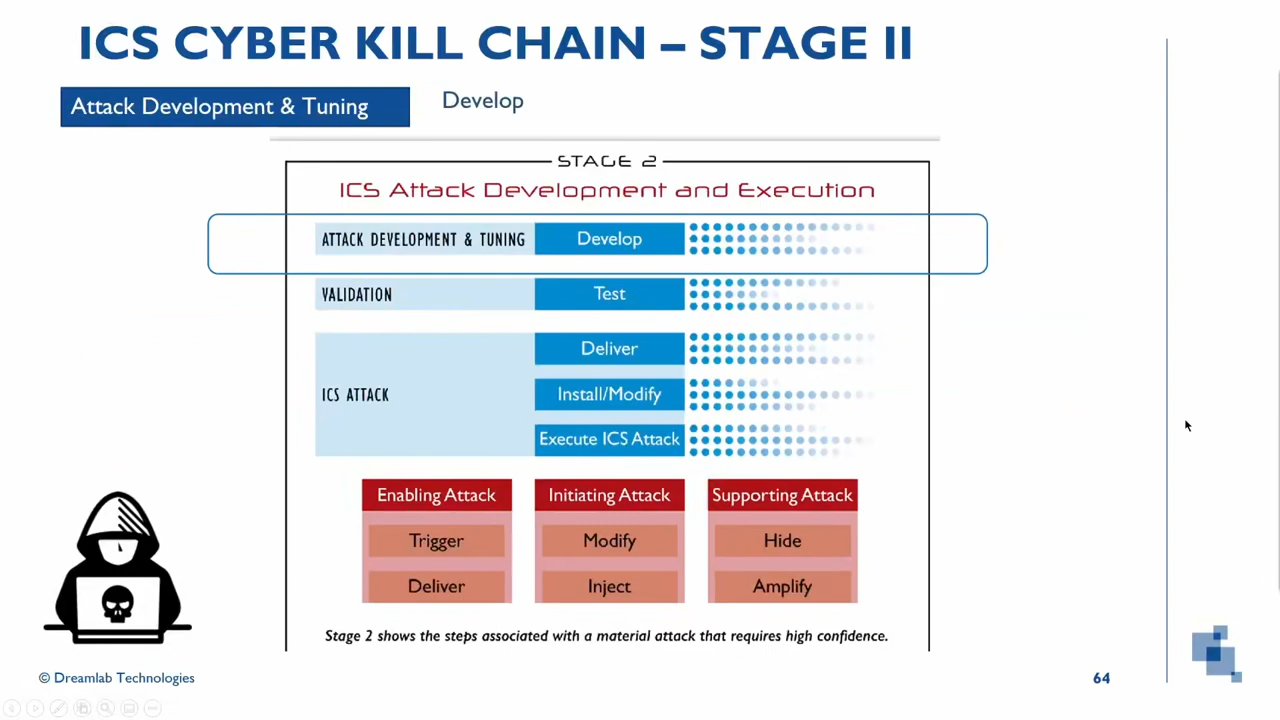 ICS CYBER KILL CHAIN – STAGE II
Attack Development & Tuning
Develop
STAGE 2
ICS Attack Development and Execution
ATTACK DEVELOPMENT & TUNING
Develop
VALIDATION
Test
ICS ATTACK
Deliver
Install/Modify
Execute ICS Attack
Enabling Attack
Initiating Attack
Supporting Attack
Trigger
Modify
Hide
Deliver
Inject
Amplify
Stage 2 shows the steps associated with a material attack that requires high confidence.
© Dreamlab Technologies
64